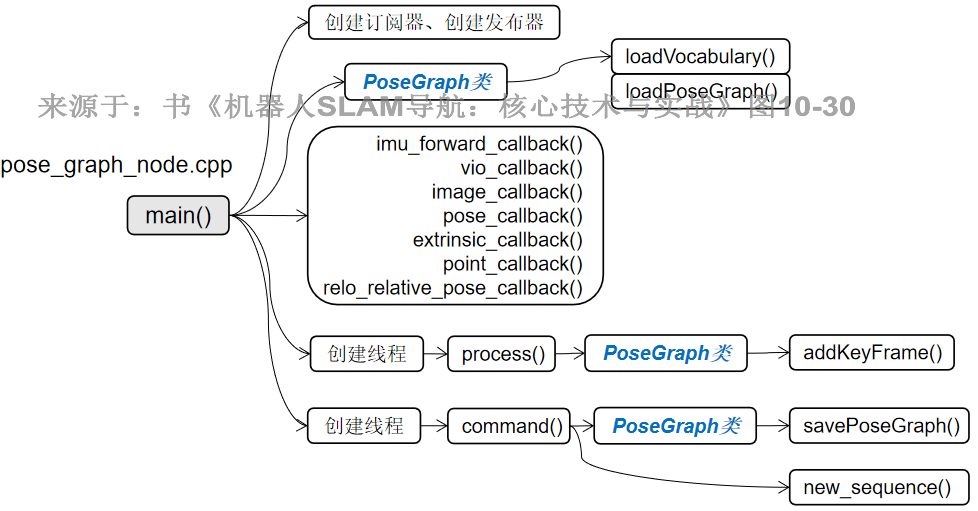 创建订阅器、创建发布器
PoseGraph类
loadVocabulary()
loadPoseGraph()
来源于：书《机器人SLAM导航：核心技术与实战》图10-30
imu_forward_callback()
vio_callback()
image_callback()
pose_callback()
extrinsic_callback()
point_callback()
relo_relative_pose_callback()
pose_graph_node.cpp
main()
创建线程
process()
PoseGraph类
addKeyFrame()
创建线程
command()
PoseGraph类
savePoseGraph()
new_sequence()